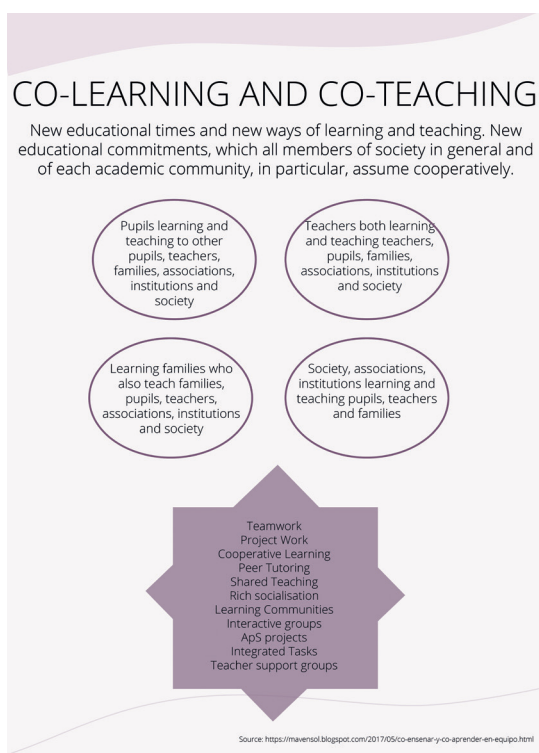 CO-LEARNING AND CO-TEACHING
New educational times and new ways of learning and teaching. New
educational commitments, which all members of society in general and
of each academic community, in particular, assume cooperatively.
Pupils learning and
teaching to other
pupils, teachers,
families, associations,
institutions and
society
Teachers both learning
and teaching teachers,
pupils, families,
associations, institutions
and society
Learning families who
also teach families,
pupils, teachers,
associations, institutions
and society
Society, associations,
institutions learning and
teaching pupils, teachers
and families
Teamwork
Project Work
Cooperative Learning
Peer Tutoring
Shared Teaching
Rich socialisation
Learning Communities
Interactive groups
ApS projects
Integrated Tasks
Teacher support groups
Source: https://mavensol.blogspot.com/2017/05/co-ensenar-y-co-aprender-en-equipo.html